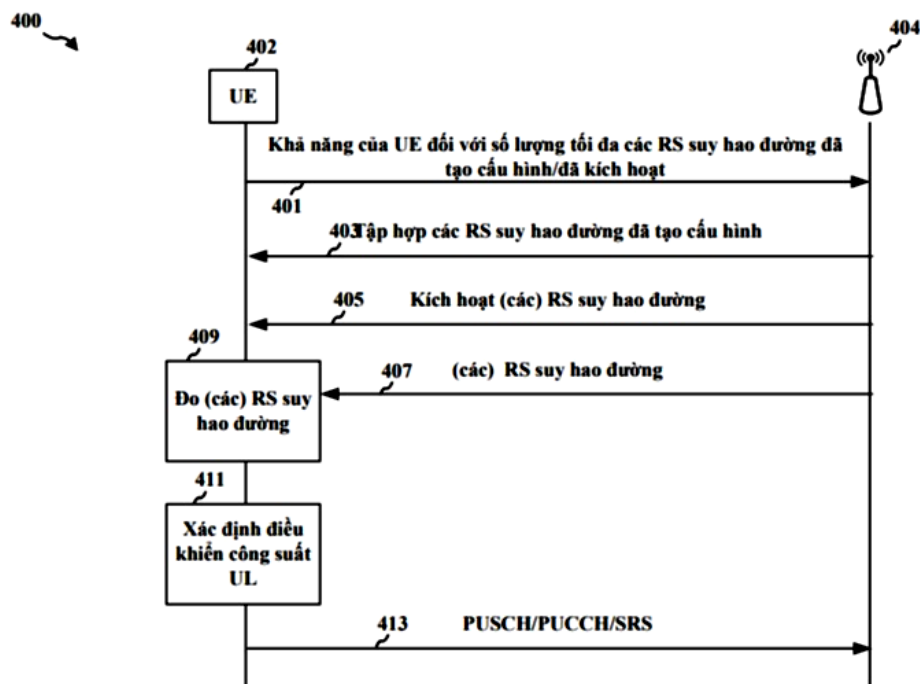 400
402
404
UE
Khả năng của UE đối với số lượng tối đa các RS suy hao đường đã
tạo cấu hình/đã kích hoạt
401
403
Tập hợp các RS suy hao đường đã tạo cấu hình
405
Kích hoạt (các) RS suy hao đường
409
407
(các) RS suy hao đường
Đo (các) RS suy
hao đường
411
Xác định điều
khiển công suất
UL
413
PUSCH/PUCCH/SRS